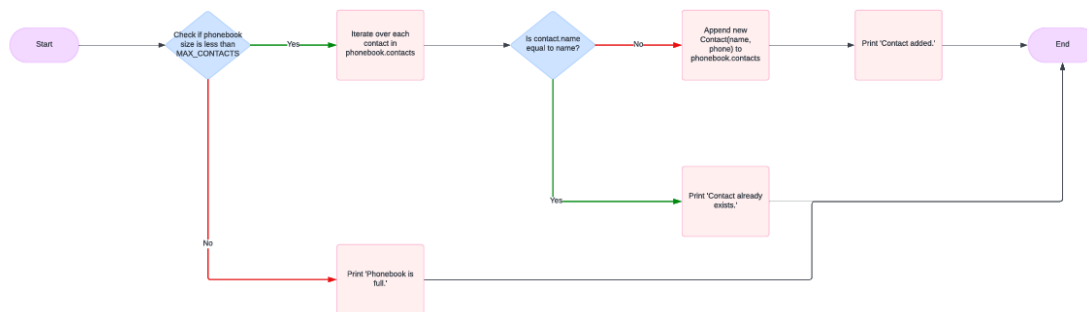 Start
Check if phonebook
size is less than
MAX_CONTACTS
Yes
Iterate over each
contact in
phonebook.contacts
Is contact.name
equal to name?
No
Append new
Contact(name,
phone) to
phonebook.contacts
Print 'Contact added.'
End
Yes
Print 'Contact already
exists.'
No
Print 'Phonebook is
full.'